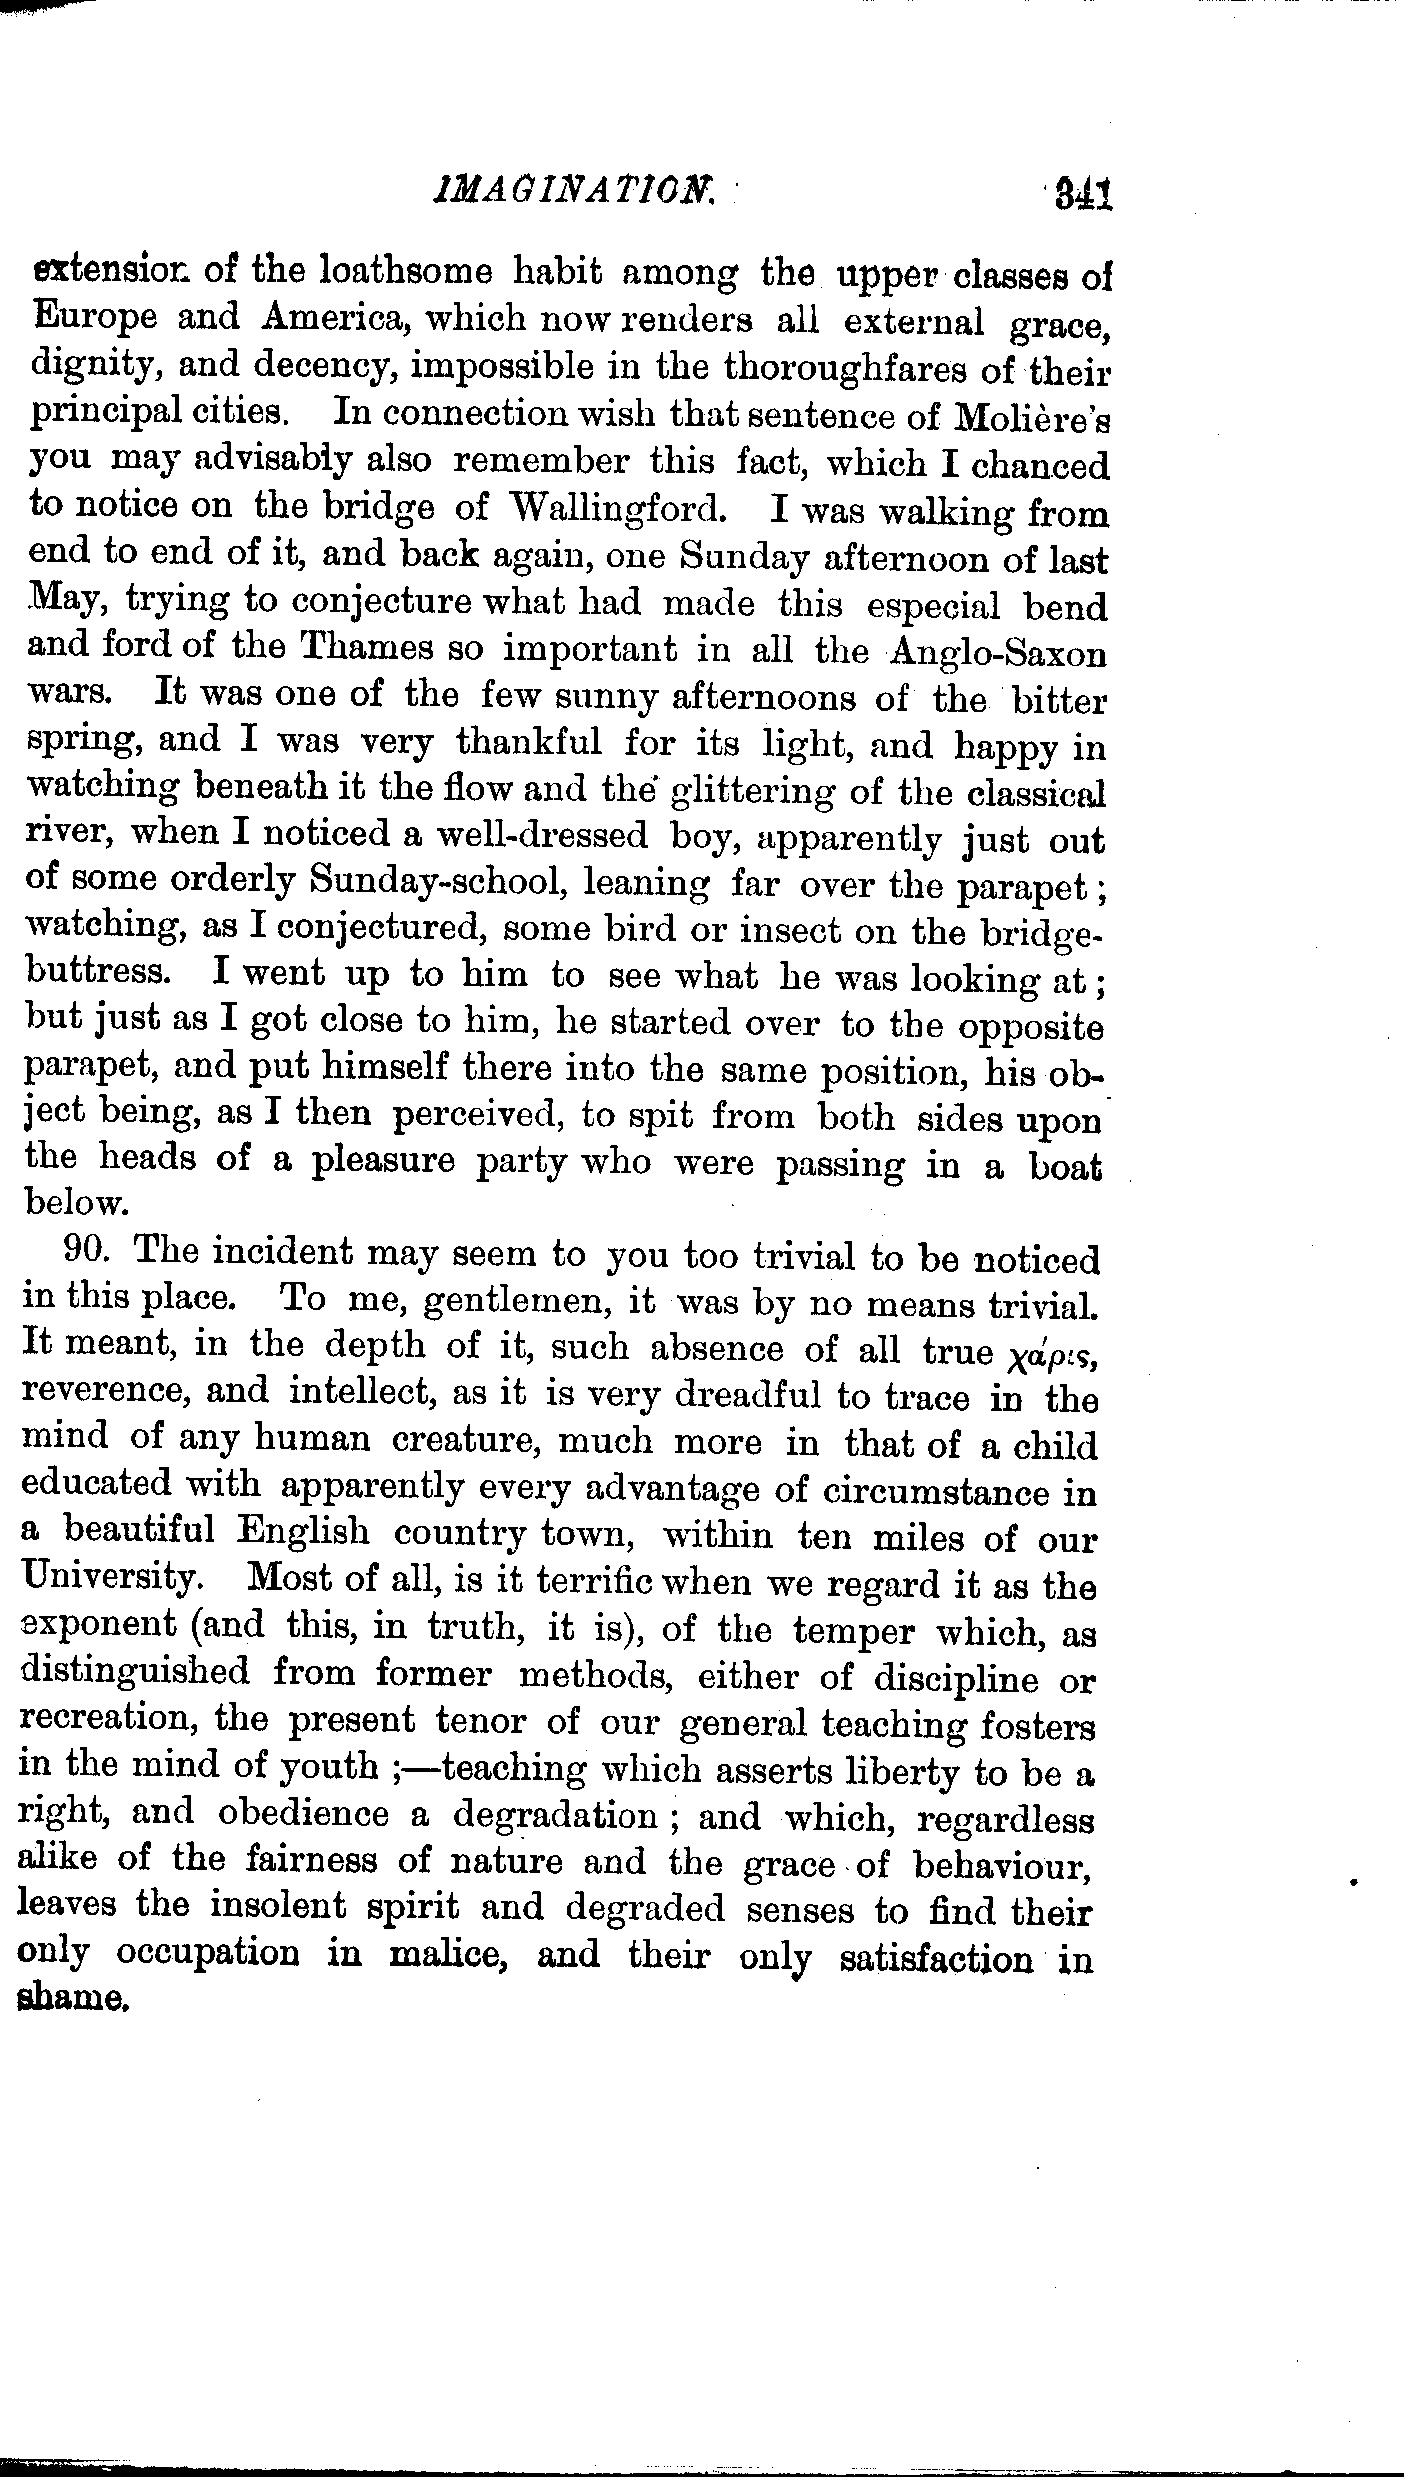 IMAGINATION. 341
extension of the loathsome habit among the upper classes of
Europe and America, which now renders all external grace,
dignity, and decency, impossible in the thoroughfares of their
principal cities. In connection wish that sentence of Molière's
you may advisably also remember this fact, which I chanced
to notice on the bridge of Wallingford. I was walking from
end to end of it, and back again, one Sunday afternoon of last
May, trying to conjecture what had made this especial bend
and ford of the Thames so important in all the Anglo-Saxon
wars. It was one of the few sunny afternoons of the bitter
spring, and I was very thankful for its light, and happy in
watching beneath it the flow and the glittering of the classical
river, when I noticed a well-dressed boy, apparently just out
of some orderly Sunday-school, leaning far over the parapet ;
watching, as I conjectured, some bird or insect on the bridge-
buttress. I went up to him to see what he was looking at ;
but just as I got close to him, he started over to the opposite
parapet, and put himself there into the same position, his ob-
ject being, as I then perceived, to spit from both sides upon
the heads of a pleasure party who were passing in a boat
below.
90. The incident may seem to you too trivial to be noticed
in this place. To me, gentlemen, it was by no means trivial.
It meant, in the depth of it, such absence of all true χάρις,
reverence, and intellect, as it is very dreadful to trace in the
mind of any human creature, much more in that of a child
educated with apparently every advantage of circumstance in
a beautiful English country town, within ten miles of our
University. Most of all, is it terrific when we regard it as the
exponent (and this, in truth, it is), of the temper which, as
distinguished from former methods, either of discipline or
recreation, the present tenor of our general teaching fosters
in the mind of youth ;—teaching which asserts liberty to be a
right, and obedience a degradation ; and which, regardless
alike of the fairness of nature and the grace of behaviour,
leaves the insolent spirit and degraded senses to find their
only occupation in malice, and their only satisfaction in
shame.